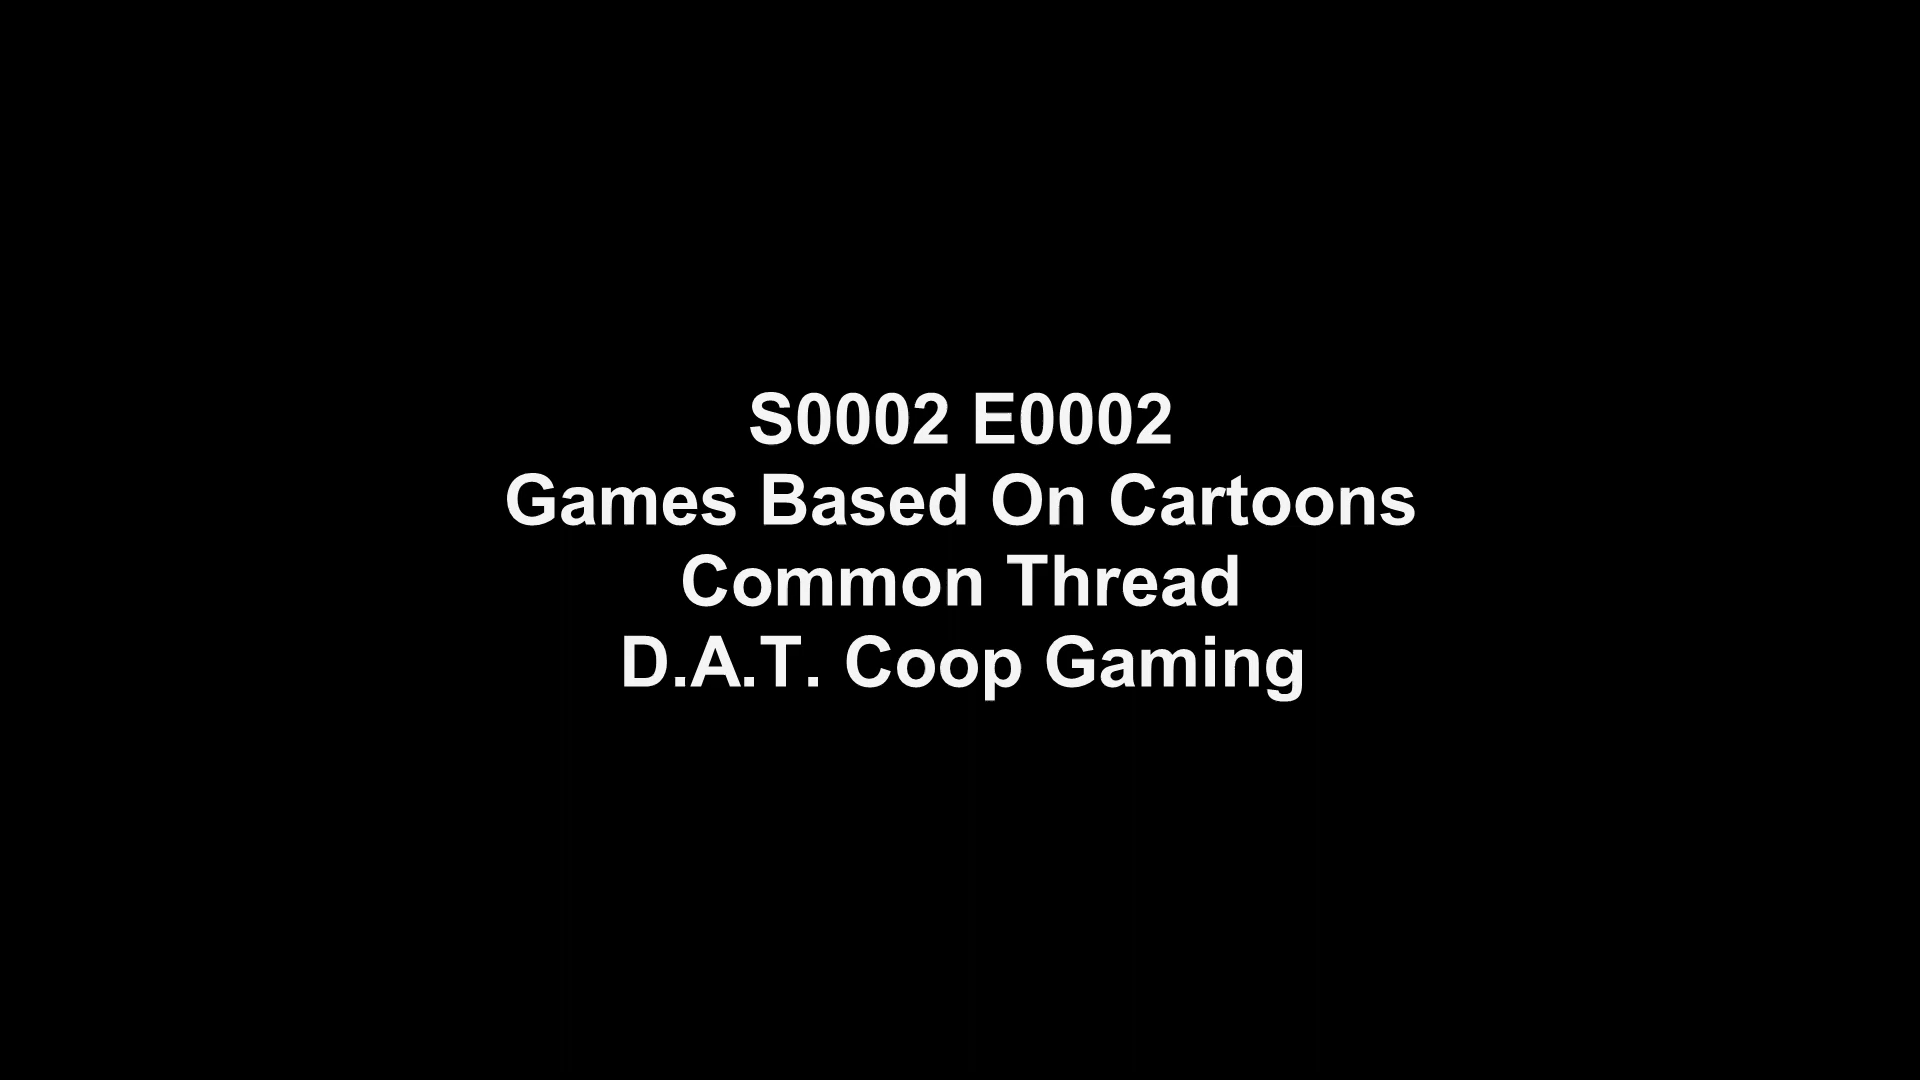 S0002 E0002
Games Based On Cartoons
Common Thread
D.A.T. Coop Gaming